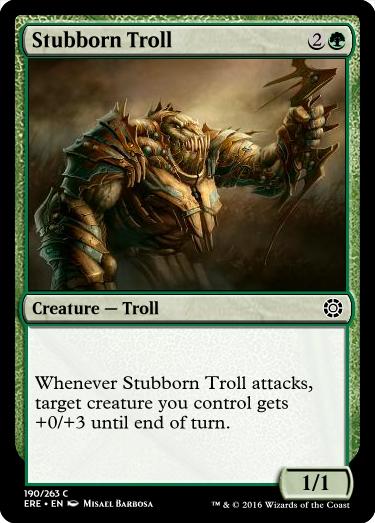 Stubborn Troll 2
Creature — Troll
Whenever Stubborn Troll attacks,
target creature you control gets
+0/+3 until end of turn.
1/1
190/263 C
ERE • EN Misael Barbosa
™ & © 2016 Wizards of the Coast